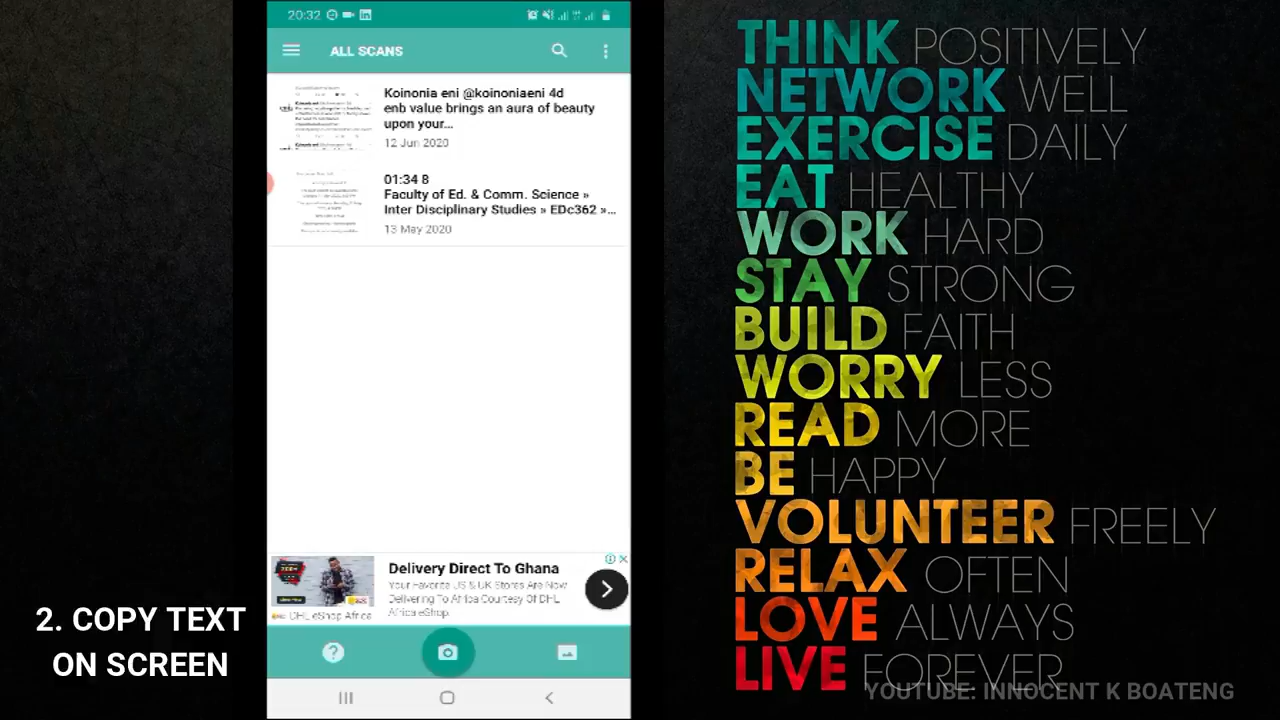 20:32
ALL SCANS
Koinonia eni @koinoniaeni 4d
enb value brings an aura of beauty
upon your...
12 Jun 2020
01:34 B
Faculty of Ed. & Comm. Science »
Inter Disciplinary Studies » EDc362 »...
13 May 2020
Delivery Direct To Ghana
Your Favorite US & UK Stores Are Now
Delivering To Africa Courtesy Of DHL
Africa eShop.
DHL eShop Africa
2. COPY TEXT
ON SCREEN
THINK POSITIVELY
NETWORK WELL
EXERCISE DAILY
EAT HEALTHY
WORK HARD
STAY STRONG
BUILD FAITH
WORRY LESS
READ MORE
BE HAPPY
VOLUNTEER FREELY
RELAX OFTEN
LOVE ALWAYS
LIVE FOREVER
YOUTUBE: INNOCENT K BOATENG